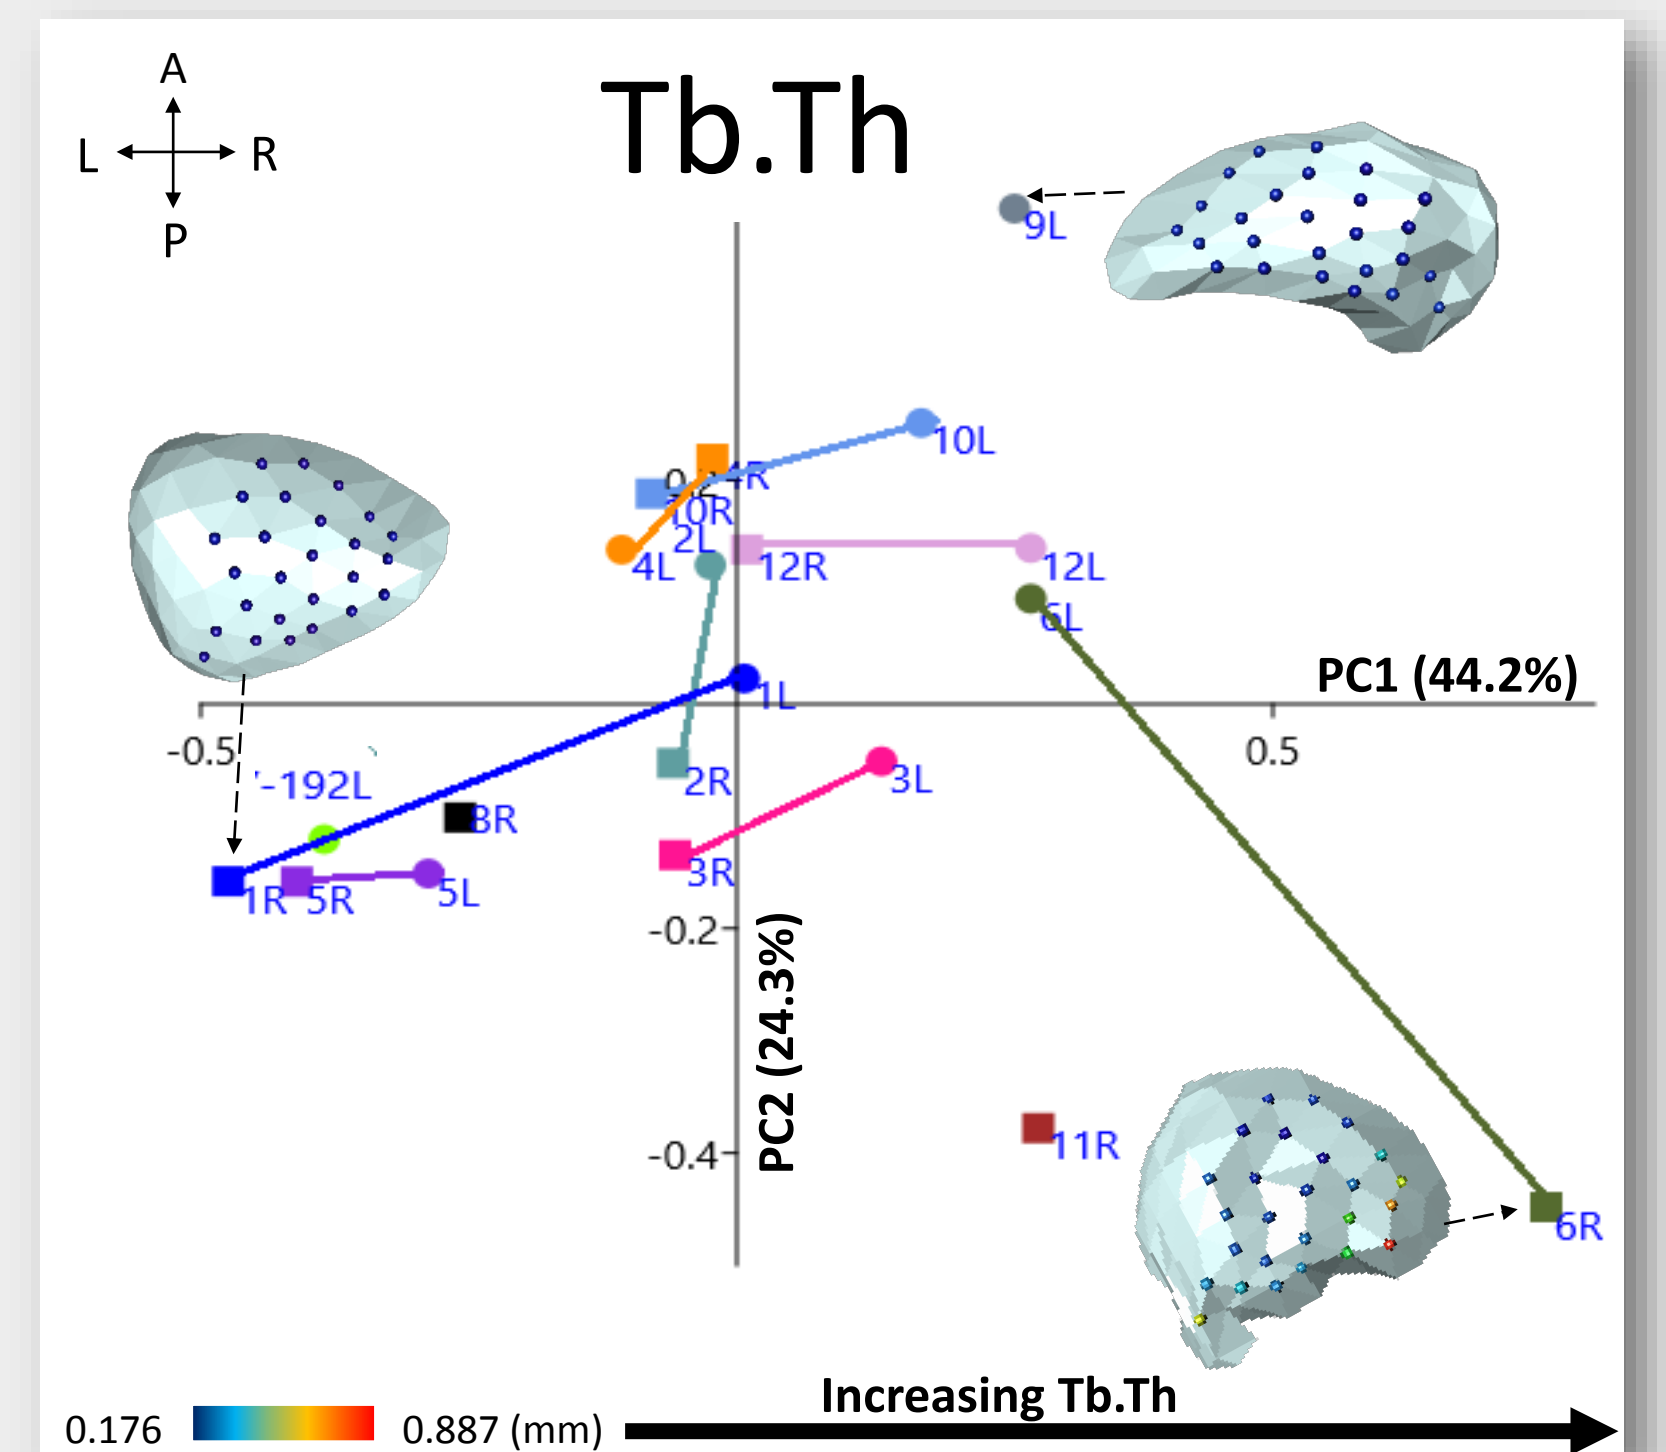 A
Tb.Th
L R
P
9L
10L
4R
10R
2L
4L
12R
12L
6L
PC1 (44.2%)
1L
-0.5
0.5
2R
3L
-192L
8R
3R
1R
5R
5L
-0.2
PC2 (24.3%)
-0.4
11R
6R
Increasing Tb.Th
0.176
0.887 (mm)